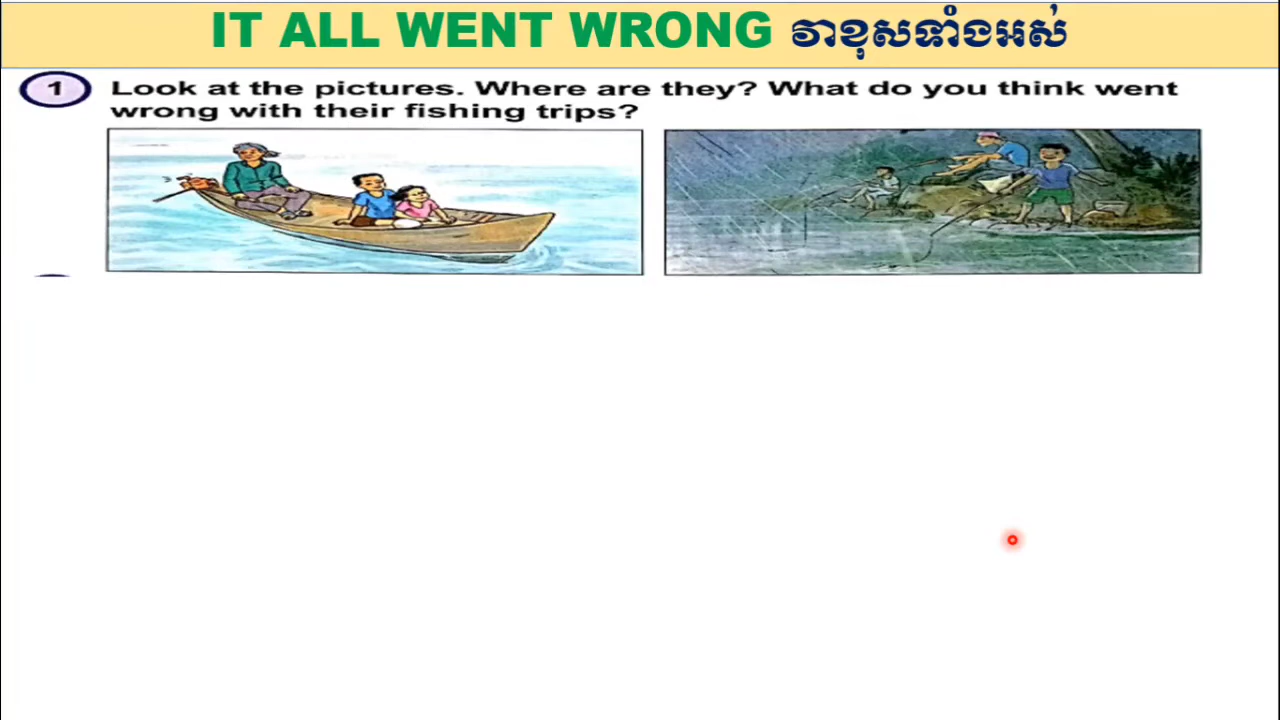 IT ALL WENT WRONG វាខុសទាំងអស់
1 Look at the pictures. Where are they? What do you think went
wrong with their fishing trips?